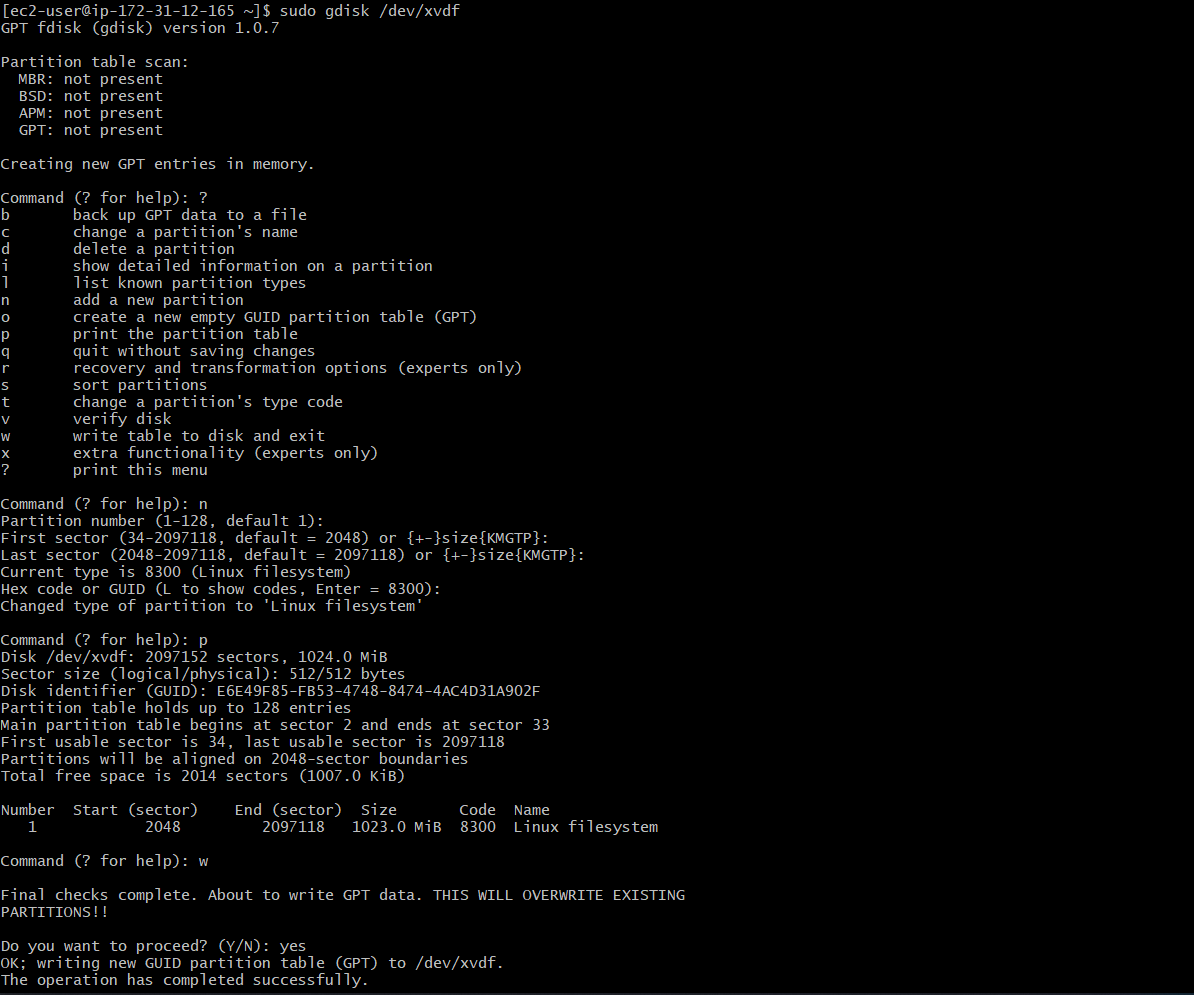 [ec2-user@ip-172-31-12-165 ~]$ sudo gdisk /dev/xvdf
GPT fdisk (gdisk) version 1.0.7
Partition table scan:
  MBR: not present
  BSD: not present
  APM: not present
  GPT: not present
Creating new GPT entries in memory.
Command (? for help): ?
b       back up GPT data to a file
c       change a partition's name
d       delete a partition
i       show detailed information on a partition
l       list known partition types
n       add a new partition
o       create a new empty GUID partition table (GPT)
p       print the partition table
q       quit without saving changes
r       recovery and transformation options (experts only)
s       sort partitions
t       change a partition's type code
v       verify disk
w       write table to disk and exit
x       extra functionality (experts only)
?       print this menu
Command (? for help): n
Partition number (1-128, default 1):
First sector (34-2097118, default = 2048) or {+-}size{KMGTP}:
Last sector (2048-2097118, default = 2097118) or {+-}size{KMGTP}:
Current type is 8300 (Linux filesystem)
Hex code or GUID (L to show codes, Enter = 8300):
Changed type of partition to 'Linux filesystem'
Command (? for help): p
Disk /dev/xvdf: 2097152 sectors, 1024.0 MiB
Sector size (logical/physical): 512/512 bytes
Disk identifier (GUID): E6E49F85-FB53-4748-8474-4AC4D31A902F
Partition table holds up to 128 entries
Main partition table begins at sector 2 and ends at sector 33
First usable sector is 34, last usable sector is 2097118
Partitions will be aligned on 2048-sector boundaries
Total free space is 2014 sectors (1007.0 KiB)
Number  Start (sector)    End (sector)  Size       Code  Name
   1            2048         2097118   1023.0 MiB  8300  Linux filesystem
Command (? for help): w
Final checks complete. About to write GPT data. THIS WILL OVERWRITE EXISTING
PARTITIONS!!
Do you want to proceed? (Y/N): yes
OK; writing new GUID partition table (GPT) to /dev/xvdf.
The operation has completed successfully.